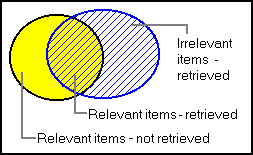 Irrelevant
items -
retrieved
Relevant items - retrieved
Relevant items - not retrieved